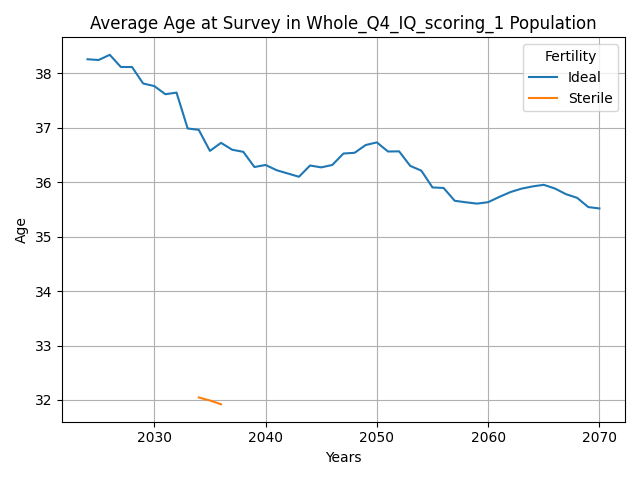 Average Age at Survey in Whole_Q4_IQ_scoring_1 Population
Fertility
Ideal
Sterile
Age
38
37
36
35
34
33
32
2030
2040
2050
2060
2070
Years